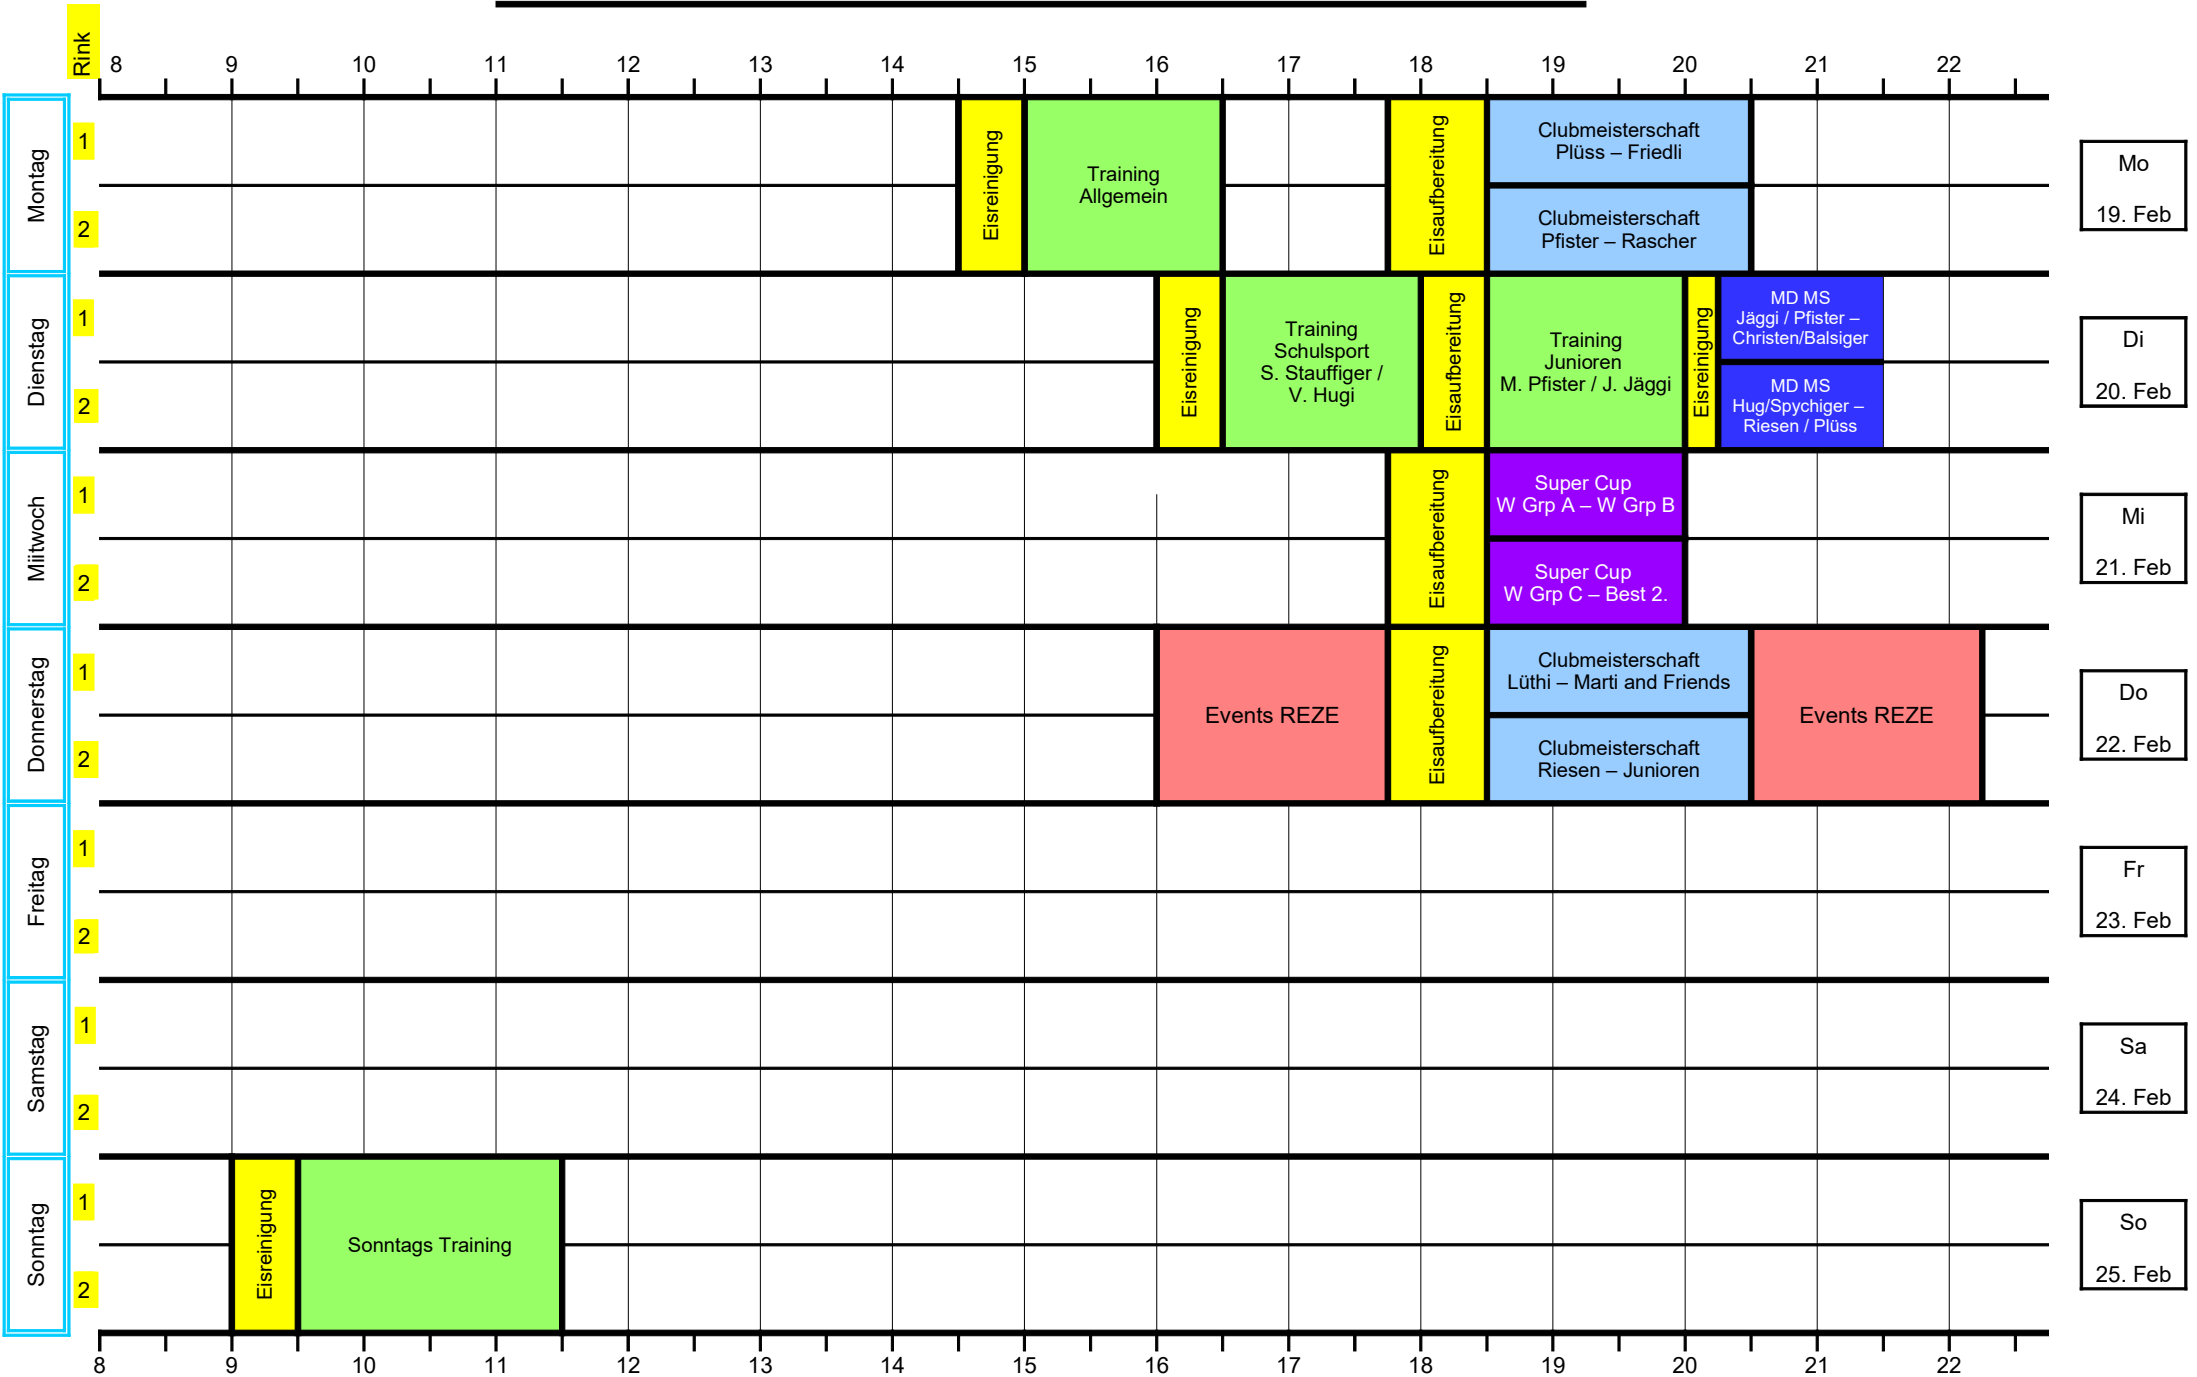 Rink
8 9 10 11 12 13 14 15 16 17 18 19 20 21 22
Montag
1
2
Eisreinigung
Training
Allgemein
Eisaufbereitung
Clubmeisterschaft
Plüss – Friedli
Clubmeisterschaft
Pfister – Rascher
Mo
19. Feb
Dienstag
1
2
Eisreinigung
Training
Schulsport
S. Stauffiger /
V. Hugi
Eisaufbereitung
Training
Junioren
M. Pfister / J. Jäggi
Eisreinigung
MD MS
Jäggi / Pfister –
Christen/Balsiger
MD MS
Hug/Spychiger –
Riesen / Plüss
Di
20. Feb
Mitwoch
1
2
Eisaufbereitung
Super Cup
W Grp A – W Grp B
Super Cup
W Grp C – Best 2.
Mi
21. Feb
Donnerstag
1
2
Events REZE
Eisaufbereitung
Clubmeisterschaft
Lüthi – Marti and Friends
Clubmeisterschaft
Riesen – Junioren
Events REZE
Do
22. Feb
Freitag
1
2
Fr
23. Feb
Samstag
1
2
Sa
24. Feb
Sonntag
1
2
Eisreinigung
Sonntags Training
So
25. Feb
8 9 10 11 12 13 14 15 16 17 18 19 20 21 22